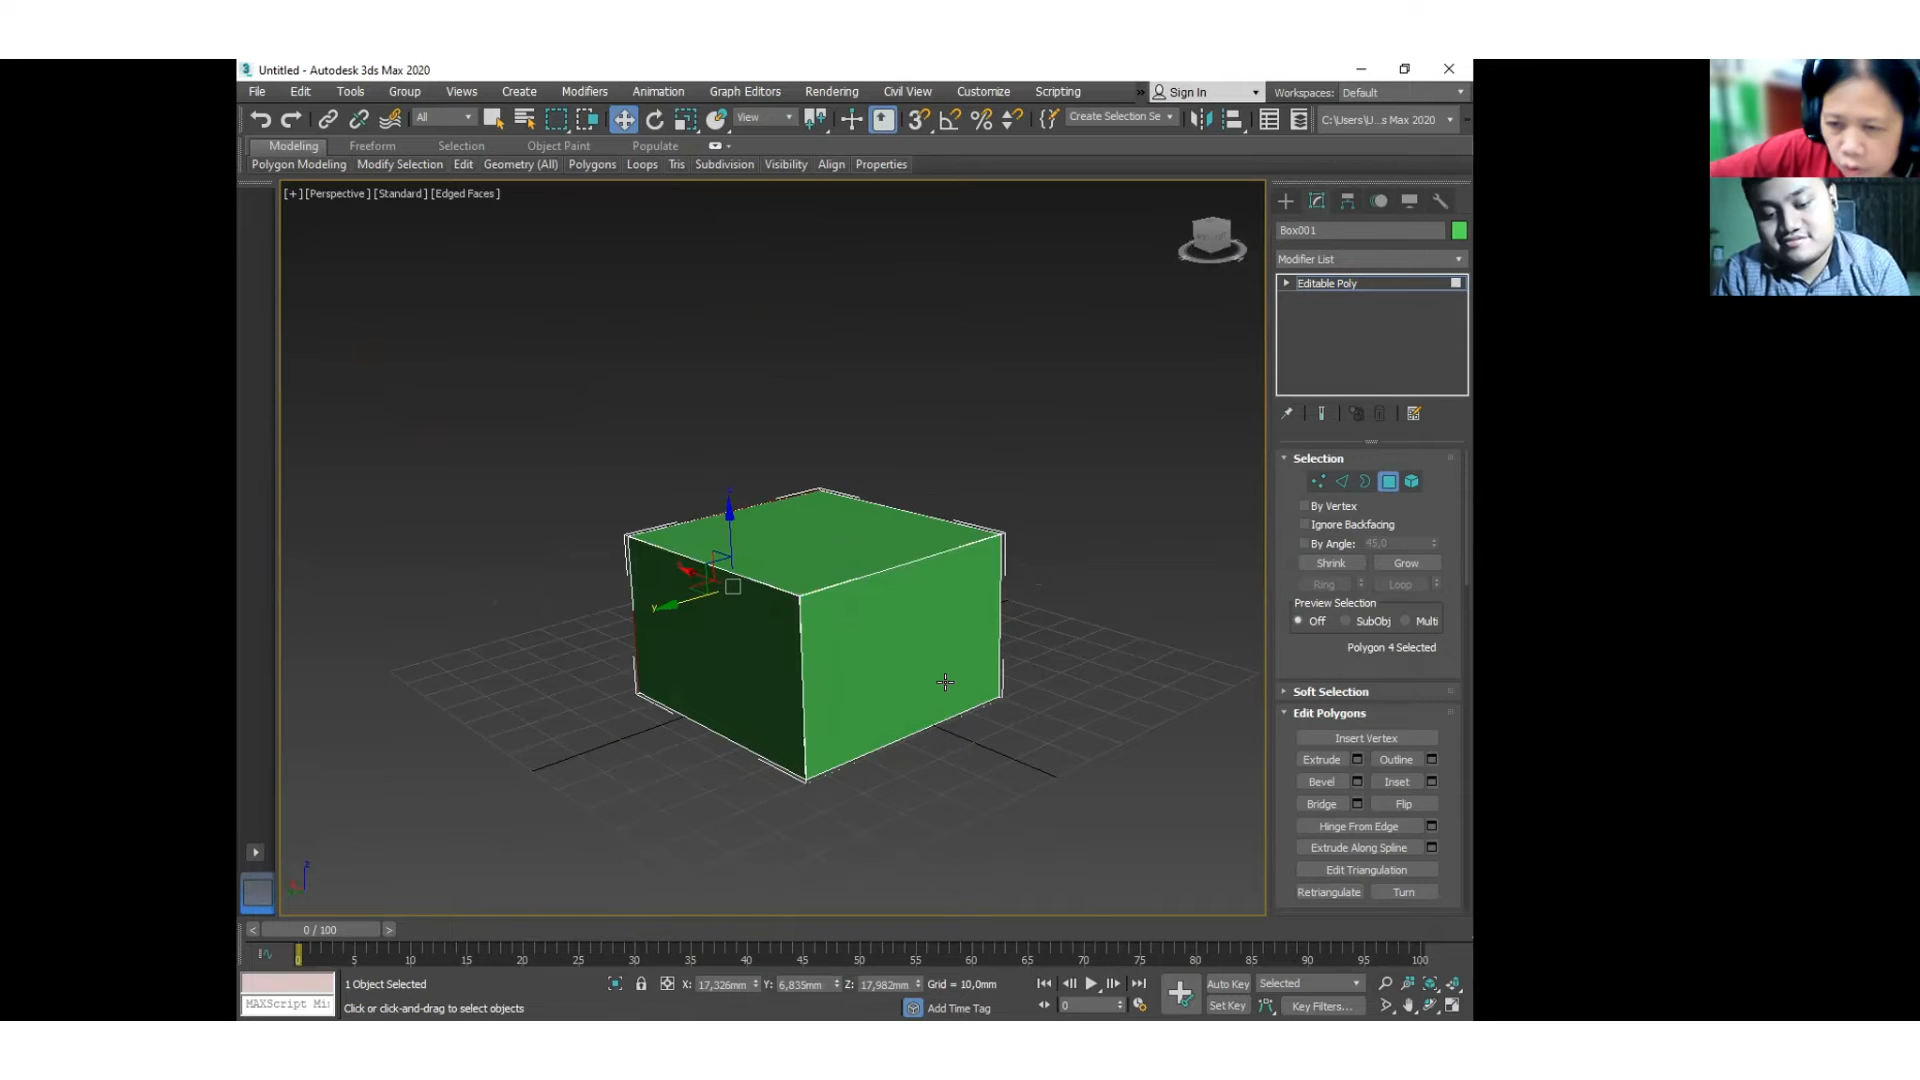 3 Untitled - Autodesk 3ds Max 2020
File Edit Tools Group Views Create Modifiers Animation Graph Editors Rendering Civil View Customize Scripting » Sign In Workspaces: Default
All View Create Selection Se C:\Users\U...s Max 2020
Modeling Freeform Selection Object Paint Populate
Polygon Modeling Modify Selection Edit Geometry (All) Polygons Loops Tris Subdivision Visibility Align Properties
[+] [Perspective] [Standard] [Edged Faces]
Box001
Modifier List
Editable Poly
Selection
By Vertex
Ignore Backfacing
By Angle: 45,0
Shrink Grow
Ring Loop
Preview Selection
Off SubObj Multi
Polygon 4 Selected
Soft Selection
Edit Polygons
Insert Vertex
Extrude Outline
Bevel Inset
Bridge Flip
Hinge From Edge
Extrude Along Spline
Edit Triangulation
Retriangulate Turn
y
z
< 0 / 100 >
0 5 10 15 20 25 30 35 40 45 50 55 60 65 70 75 80 85 90 95 100
1 Object Selected X: 17,326mm Y: 6,835mm Z: 17,982mm Grid = 10,0mm Auto Key Selected
MAXScript Mi: Click or click-and-drag to select objects Add Time Tag 0 Set Key Key Filters...